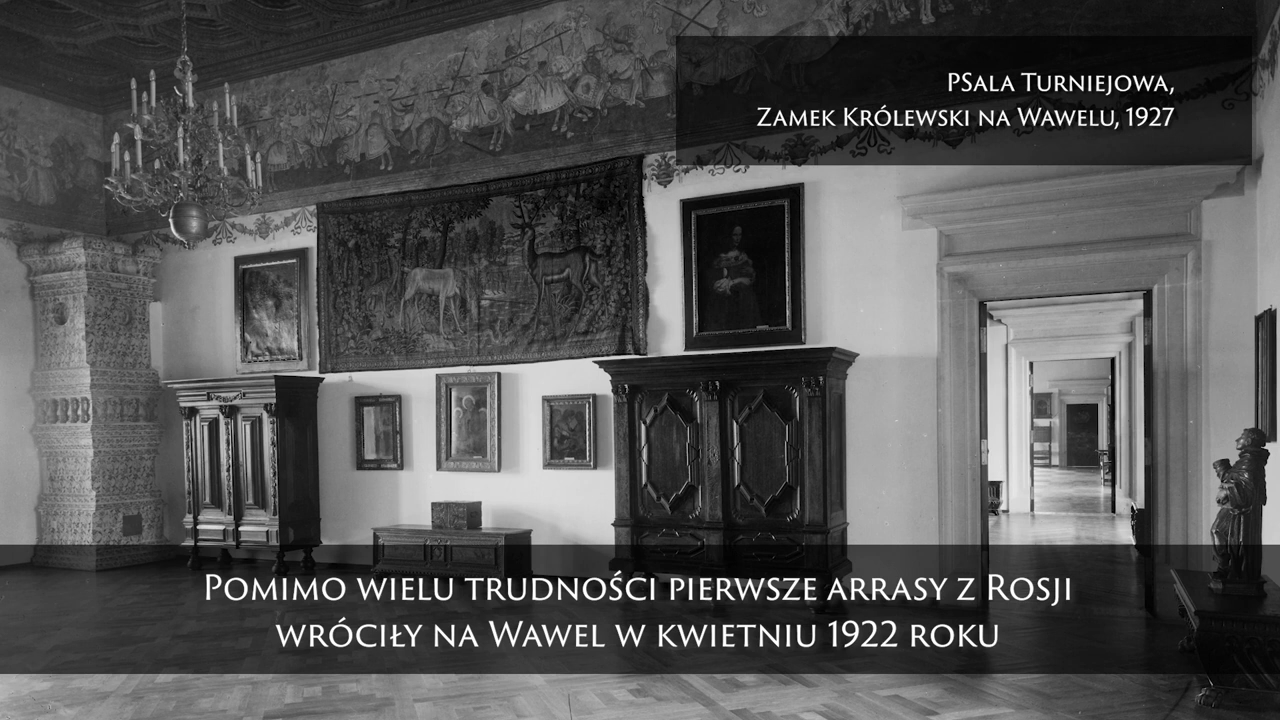 PSala Turniejowa,
Zamek Królewski na Wawelu, 1927
Pomimo wielu trudności pierwsze arrasy z Rosji
wróciły na Wawel w kwietniu 1922 roku